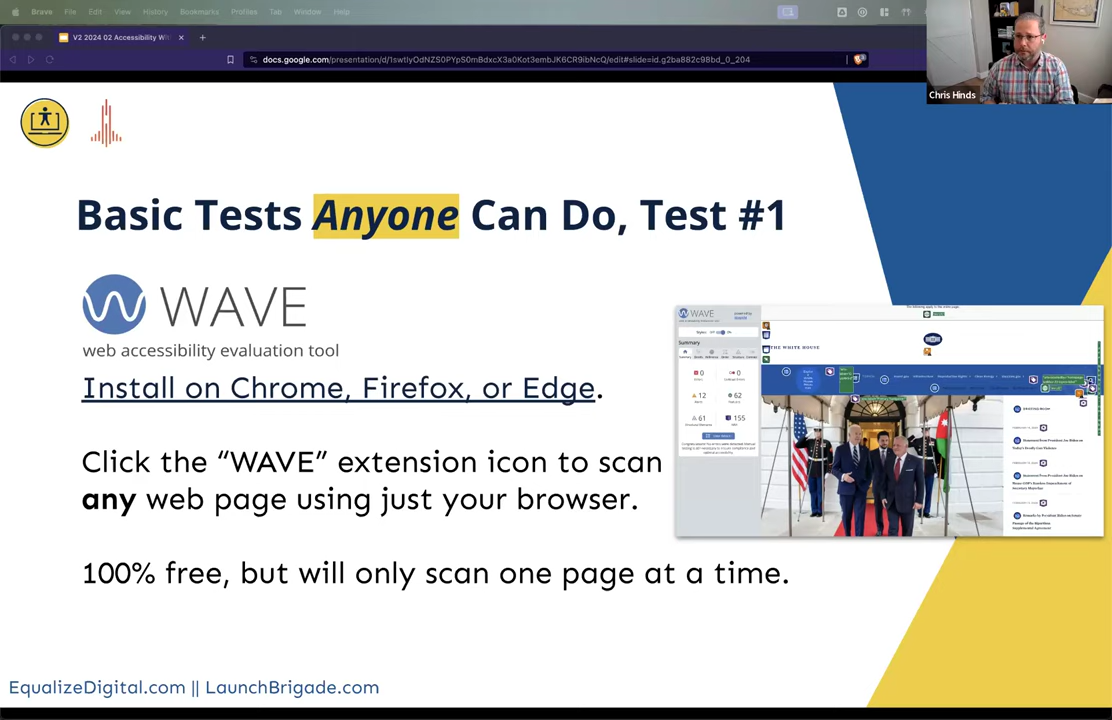 Brave File Edit View History Bookmarks Profiles Tab Window Help
V2 2024 02 Accessibility Wit
docs.google.com/presentation/d/1swtIyOdNZS0PYpS0mBdxcX3a0Kot3embJK6CR9ibNcQ/edit#slide=id.g2ba882c98bd_0_204
Chris Hinds
Basic Tests Anyone Can Do, Test #1
WAVE
web accessibility evaluation tool
Install on Chrome, Firefox, or Edge.
Click the “WAVE” extension icon to scan
any web page using just your browser.
100% free, but will only scan one page at a time.
WAVE
Summary
0
0
12
62
61
155
THE WHITE HOUSE
EqualizeDigital.com || LaunchBrigade.com